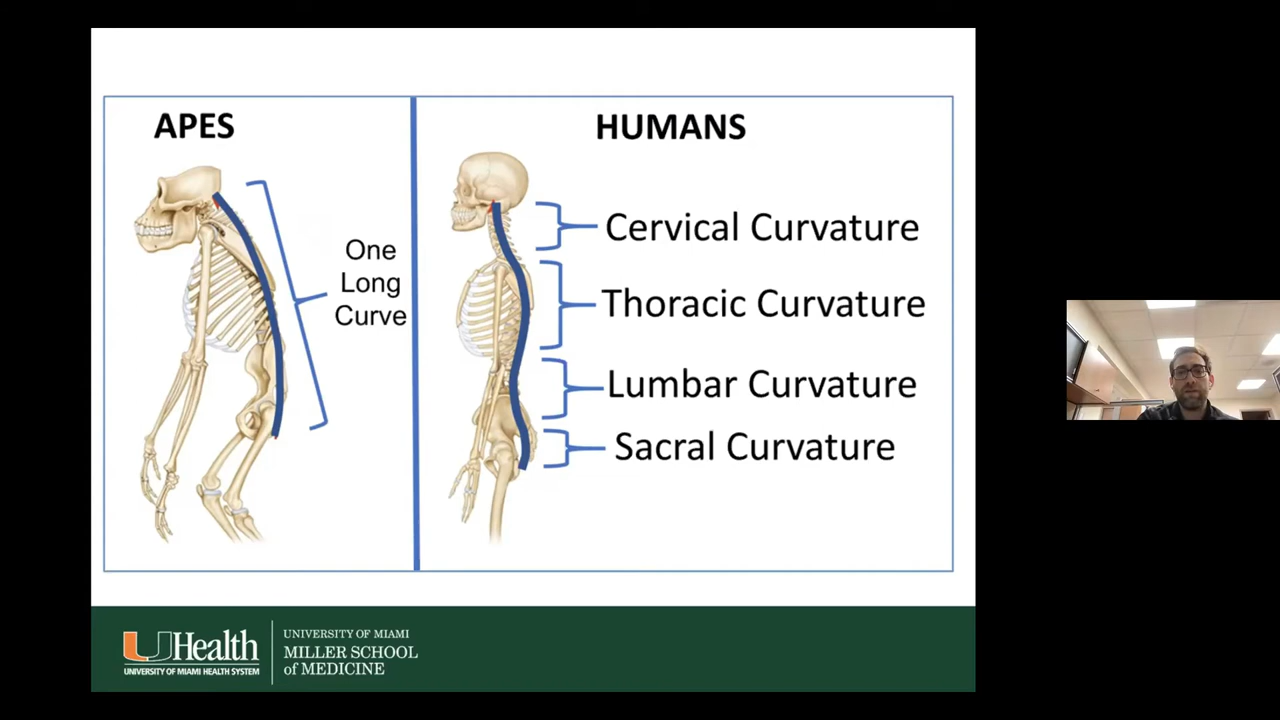 APES
HUMANS
One
Long
Curve
Cervical Curvature
Thoracic Curvature
Lumbar Curvature
Sacral Curvature
UHealth
UNIVERSITY OF MIAMI HEALTH SYSTEM
UNIVERSITY OF MIAMI
MILLER SCHOOL
of MEDICINE